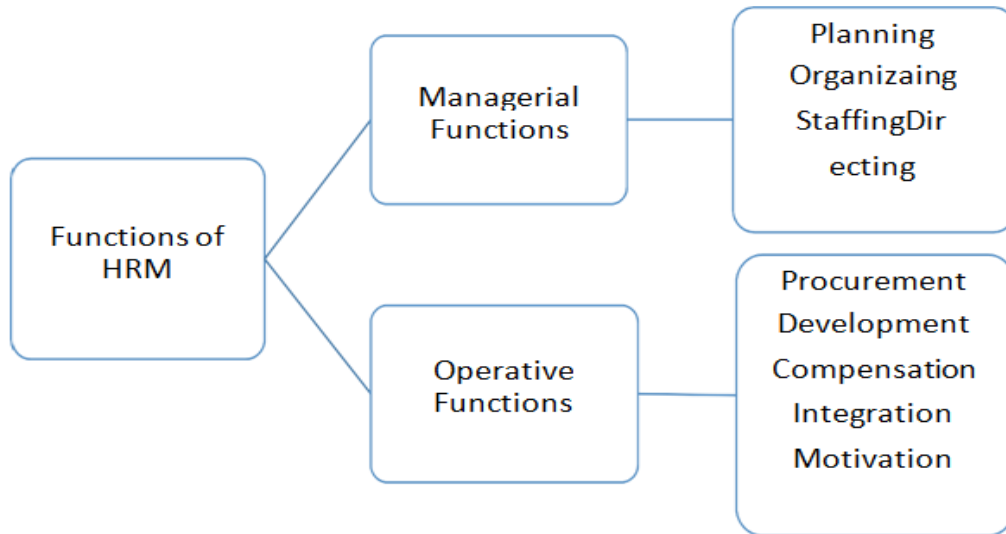 Functions of
HRM
Managerial
Functions
Planning
Organizaing
StaffingDir
ecting
Operative
Functions
Procurement
Development
Compensation
Integration
Motivation